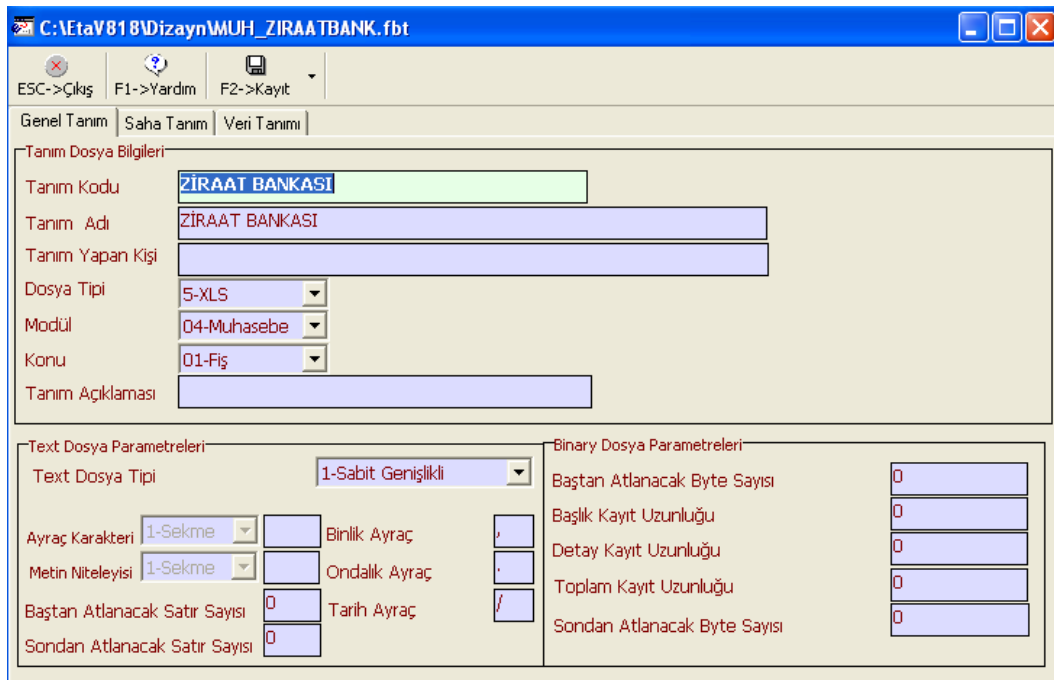 C:\EtaV818\Dizayn\MUH_ZIRAATBANK.fbt
ESC->Çıkış F1->Yardım F2->Kayıt
Genel Tanım Saha Tanım Veri Tanımı
Tanım Dosya Bilgileri
Tanım Kodu ZİRAAT BANKASI
Tanım Adı ZİRAAT BANKASI
Tanım Yapan Kişi
Dosya Tipi 5-XLS
Modül 04-Muhasebe
Konu 01-Fiş
Tanım Açıklaması
Text Dosya Parametreleri
Text Dosya Tipi 1-Sabit Genişlikli
Ayraç Karakteri 1-Sekme Binlik Ayraç ,
Metin Niteleyisi 1-Sekme Ondalık Ayraç .
Baştan Atlanacak Satır Sayısı 0 Tarih Ayraç /
Sondan Atlanacak Satır Sayısı 0
Binary Dosya Parametreleri
Baştan Atlanacak Byte Sayısı 0
Başlık Kayıt Uzunluğu 0
Detay Kayıt Uzunluğu 0
Toplam Kayıt Uzunluğu 0
Sondan Atlanacak Byte Sayısı 0